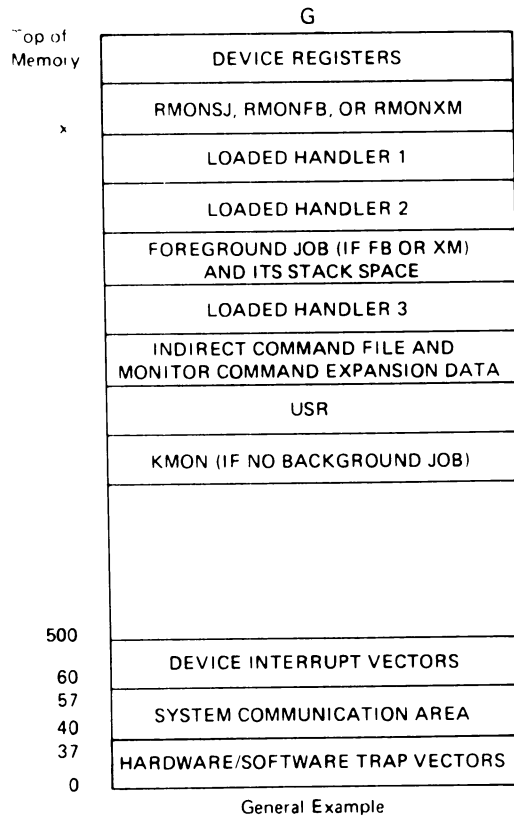 G
Top of
Memory
DEVICE REGISTERS
RMONSJ, RMONFB, OR RMONXM
x
LOADED HANDLER 1
LOADED HANDLER 2
FOREGROUND JOB (IF FB OR XM)
AND ITS STACK SPACE
LOADED HANDLER 3
INDIRECT COMMAND FILE AND
MONITOR COMMAND EXPANSION DATA
USR
KMON (IF NO BACKGROUND JOB)
500
DEVICE INTERRUPT VECTORS
60
57
SYSTEM COMMUNICATION AREA
40
37
HARDWARE/SOFTWARE TRAP VECTORS
0
General Example